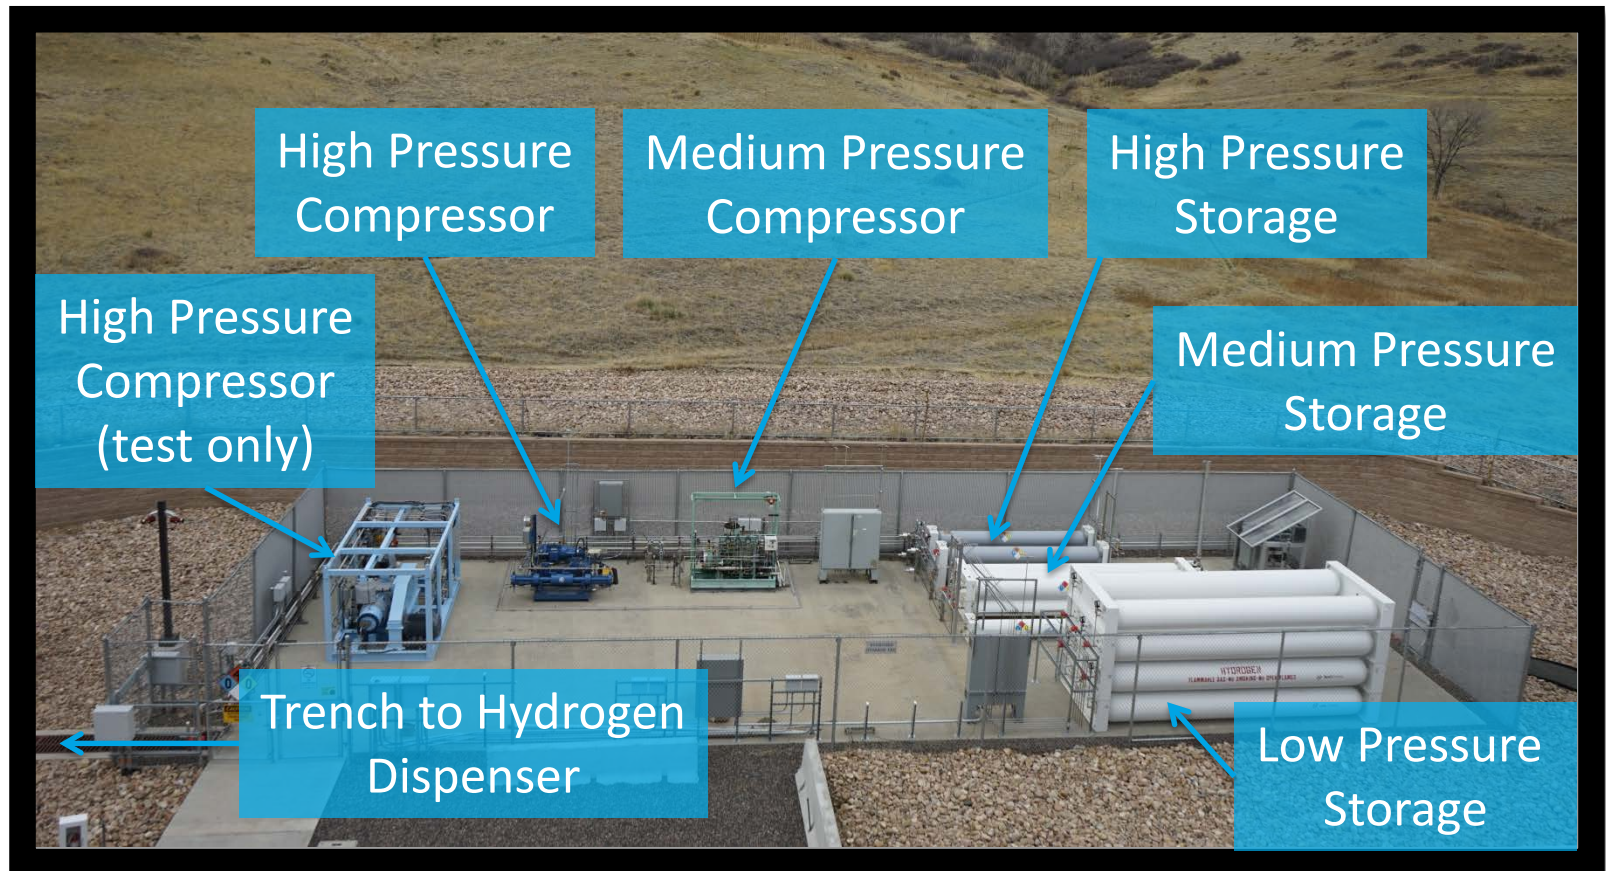 High Pressure
Compressor
Medium Pressure
Compressor
High Pressure
Storage
High Pressure
Compressor
(test only)
Medium Pressure
Storage
HYDROGEN
Trench to Hydrogen
Dispenser
Low Pressure
Storage